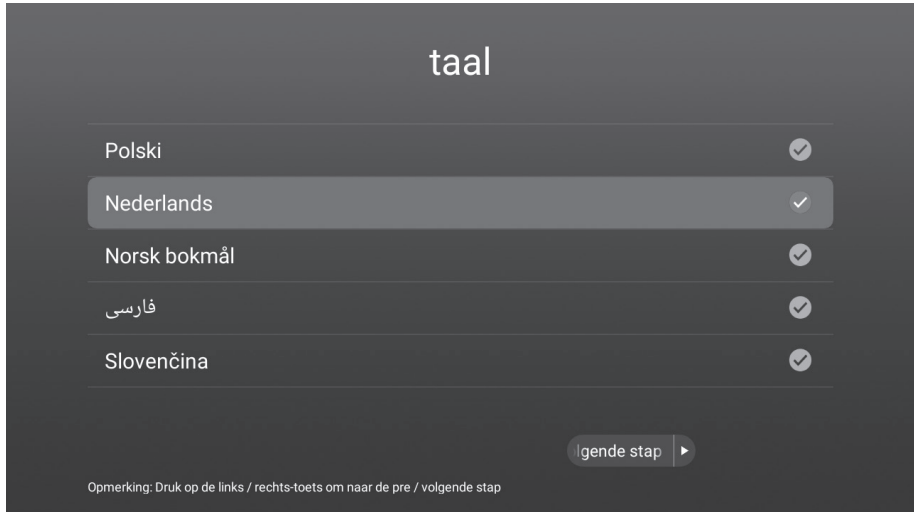 taal
Polski
Nederlands
Norsk bokmål
فارسی
Slovenčina
lgende stap
Opmerking: Druk op de links / rechts-toets om naar de pre / volgende stap